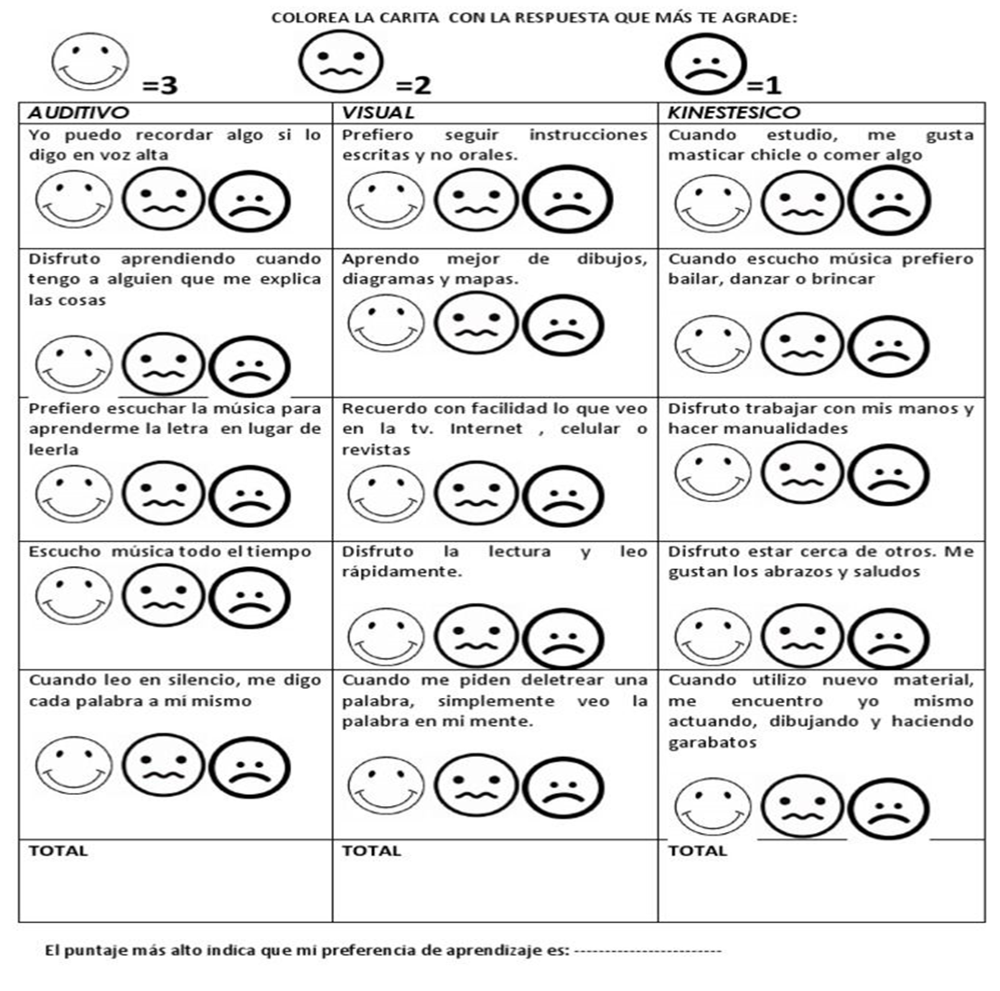 COLOREA LA CARITA CON LA RESPUESTA QUE MÁS TE AGRADE:
=3
=2
=1
AUDITIVO
VISUAL
KINESTESICO
Yo puedo recordar algo si lo
digo en voz alta
Prefiero seguir instrucciones
escritas y no orales.
Cuando estudio, me gusta
masticar chicle o comer algo
Disfruto aprendiendo cuando
tengo a alguien que me explica
las cosas
Aprendo mejor de dibujos,
diagramas y mapas.
Cuando escucho música prefiero
bailar, danzar o brincar
Prefiero escuchar la música para
aprenderme la letra en lugar de
leerla
Recuerdo con facilidad lo que veo
en la tv. Internet , celular o
revistas
Disfruto trabajar con mis manos y
hacer manualidades
Escucho música todo el tiempo
Disfruto la lectura y leo
rápidamente.
Disfruto estar cerca de otros. Me
gustan los abrazos y saludos
Cuando leo en silencio, me digo
cada palabra a mí mismo
Cuando me piden deletrear una
palabra, simplemente veo la
palabra en mi mente.
Cuando utilizo nuevo material,
me encuentro yo mismo
actuando, dibujando y haciendo
garabatos
TOTAL
TOTAL
TOTAL
El puntaje más alto indica que mi preferencia de aprendizaje es: ------------------------